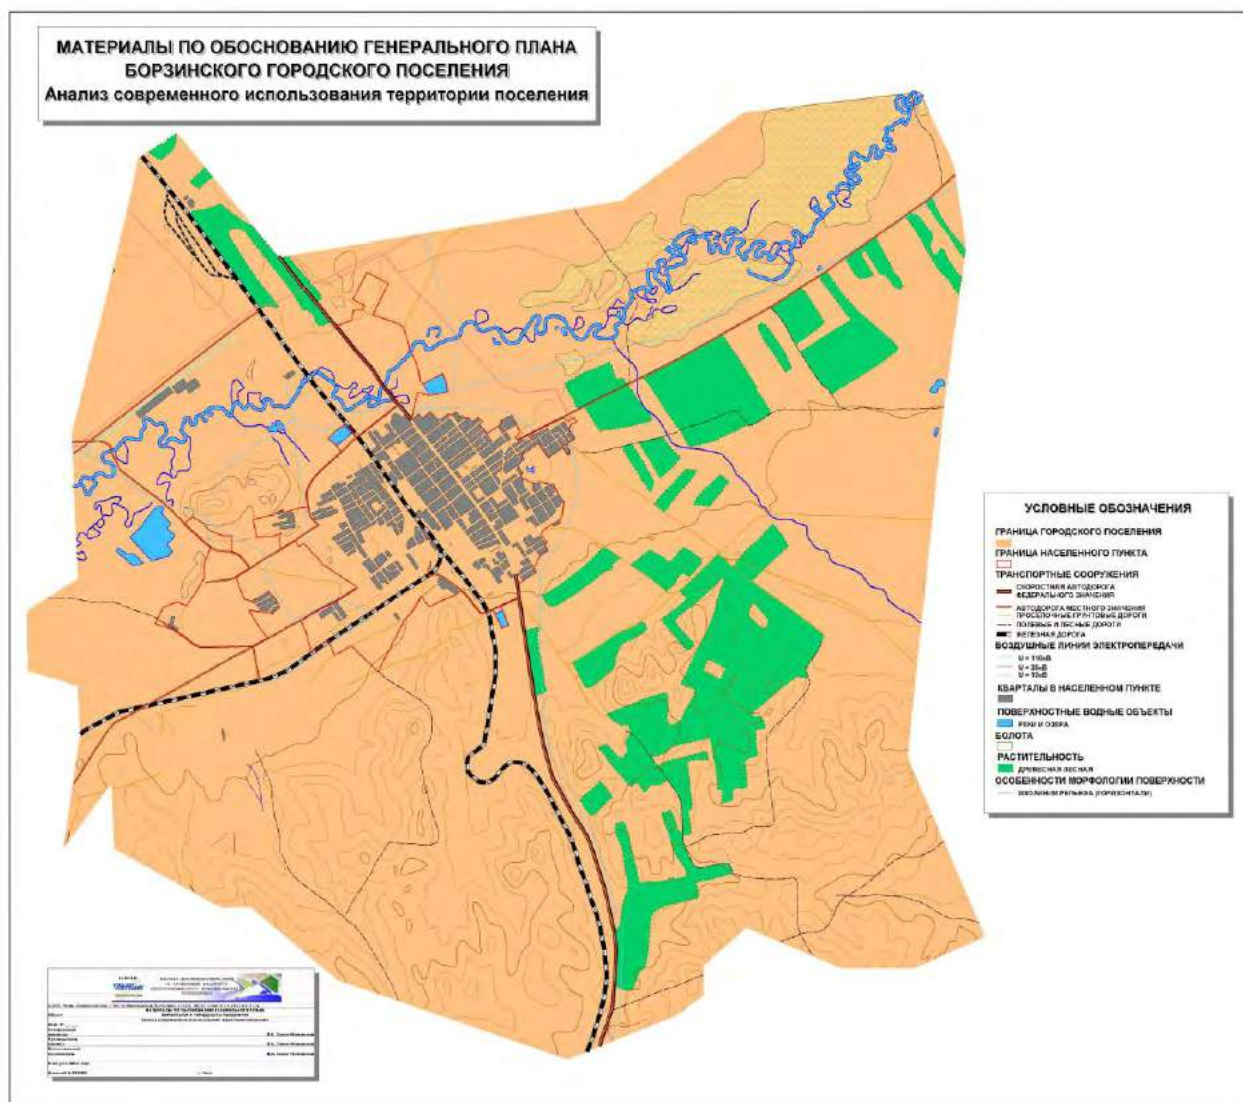 МАТЕРИАЛЫ ПО ОБОСНОВАНИЮ ГЕНЕРАЛЬНОГО ПЛАНА
БОРЗИНСКОГО ГОРОДСКОГО ПОСЕЛЕНИЯ
Анализ современного использования территории поселения
УСЛОВНЫЕ ОБОЗНАЧЕНИЯ
ГРАНИЦА ГОРОДСКОГО ПОСЕЛЕНИЯ
ГРАНИЦА НАСЕЛЕННОГО ПУНКТА
ТРАНСПОРТНЫЕ СООРУЖЕНИЯ
СКОРОСТНАЯ АВТОДОРОГА
ФЕДЕРАЛЬНОГО ЗНАЧЕНИЯ
АВТОДОРОГА МЕСТНОГО ЗНАЧЕНИЯ
ПРОСЕЛОЧНЫЕ ГРУНТОВЫЕ ДОРОГИ
ПОЛЕВЫЕ И ЛЕСНЫЕ ДОРОГИ
ЖЕЛЕЗНАЯ ДОРОГА
ВОЗДУШНЫЕ ЛИНИИ ЭЛЕКТРОПЕРЕДАЧИ
U = 110кВ
U = 35кВ
U = 10кВ
КВАРТАЛЫ В НАСЕЛЕННОМ ПУНКТЕ
ПОВЕРХНОСТНЫЕ ВОДНЫЕ ОБЪЕКТЫ
РЕКИ И ОЗЕРА
БОЛОТА
РАСТИТЕЛЬНОСТЬ
ДРЕВЕСНАЯ ЛЕСНАЯ
ОСОБЕННОСТИ МОРФОЛОГИИ ПОВЕРХНОСТИ
ИЗОЛИНИИ РЕЛЬЕФА (ГОРИЗОНТАЛИ)